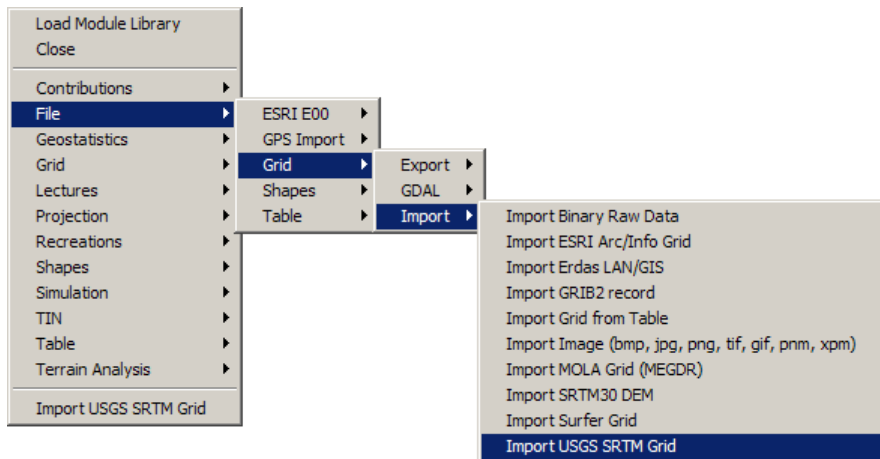 Load Module Library
Close
Contributions
File
Geostatistics
Grid
Lectures
Projection
Recreations
Shapes
Simulation
TIN
Table
Terrain Analysis
Import USGS SRTM Grid
ESRI E00
GPS Import
Grid
Shapes
Table
Export
GDAL
Import
Import Binary Raw Data
Import ESRI Arc/Info Grid
Import Erdas LAN/GIS
Import GRIB2 record
Import Grid from Table
Import Image (bmp, jpg, png, tif, gif, pnm, xpm)
Import MOLA Grid (MEGDR)
Import SRTM30 DEM
Import Surfer Grid
Import USGS SRTM Grid